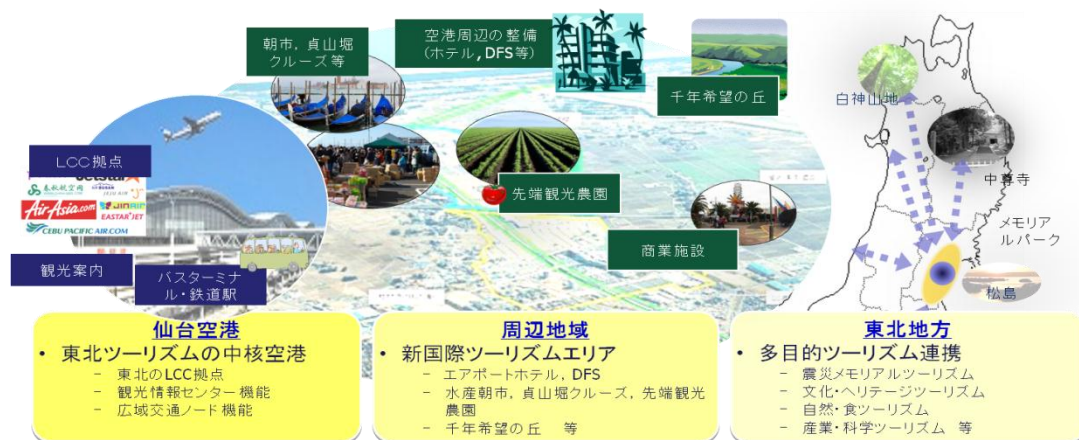 朝市, 貞山堀
クルーズ等
空港周辺の整備
(ホテル, DFS等)
千年希望の丘
白神山地
LCC拠点
Jetstar
春秋航空
JEJU AIR
AirAsia.com
JINAIR
EASTAR JET
CEBU PACIFIC AIR.COM
先端観光農園
中尊寺
メモリア
ルパーク
商業施設
観光案内
バスターミナ
ル・鉄道駅
松島
仙台空港
• 東北ツーリズムの中核空港
– 東北のLCC拠点
– 観光情報センター機能
– 広域交通ノード機能
周辺地域
• 新国際ツーリズムエリア
– エアポートホテル, DFS
– 水産朝市, 貞山堀クルーズ, 先端観光
農園
– 千年希望の丘 等
東北地方
• 多目的ツーリズム連携
– 震災メモリアルツーリズム
– 文化・ヘリテージツーリズム
– 自然・食ツーリズム
– 産業・科学ツーリズム 等